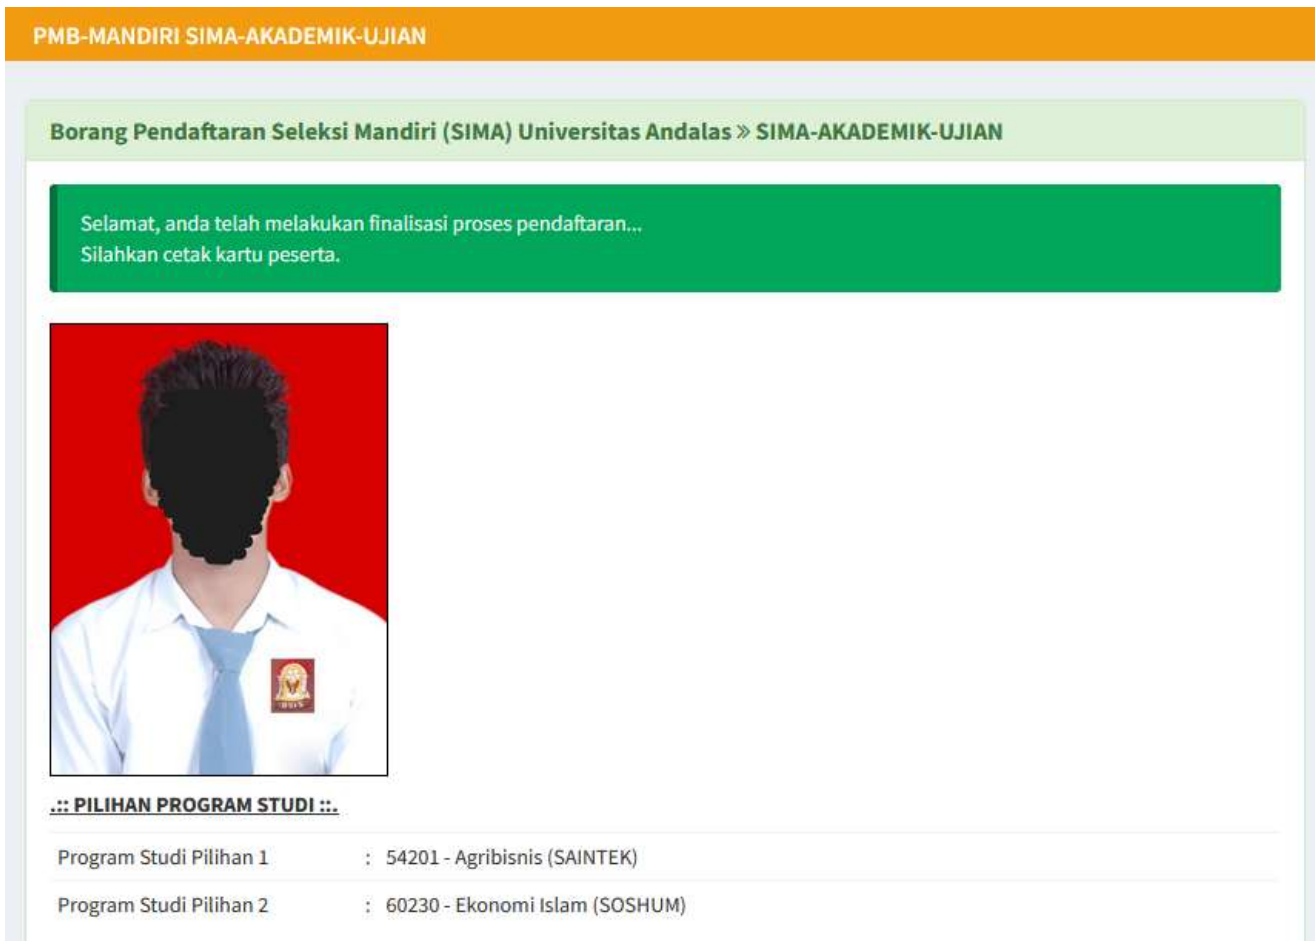 PMB-MANDIRI SIMA-AKADEMIK-UJIAN
Borang Pendaftaran Seleksi Mandiri (SIMA) Universitas Andalas » SIMA-AKADEMIK-UJIAN
Selamat, anda telah melakukan finalisasi proses pendaftaran...
Silahkan cetak kartu peserta.
OSIS
.:: PILIHAN PROGRAM STUDI ::.
Program Studi Pilihan 1 : 54201 - Agribisnis (SAINTEK)
Program Studi Pilihan 2 : 60230 - Ekonomi Islam (SOSHUM)